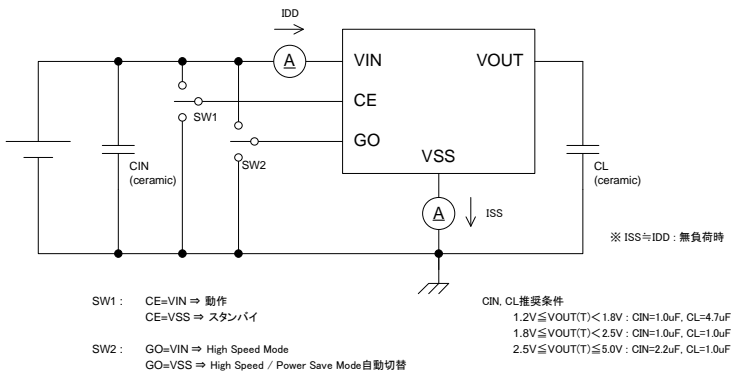 IDD
A
VIN
VOUT
CE
SW1
GO
CIN
(ceramic)
SW2
VSS
CL
(ceramic)
A
ISS
※ ISS≒IDD : 無負荷時
SW1 : CE=VIN ⇒ 動作
CE=VSS ⇒ スタンバイ
SW2 : GO=VIN ⇒ High Speed Mode
GO=VSS ⇒ High Speed / Power Save Mode自動切替
CIN, CL推奨条件
1.2V≦VOUT(T)<1.8V : CIN=1.0uF, CL=4.7uF
1.8V≦VOUT(T)<2.5V : CIN=1.0uF, CL=1.0uF
2.5V≦VOUT(T)≦5.0V : CIN=2.2uF, CL=1.0uF